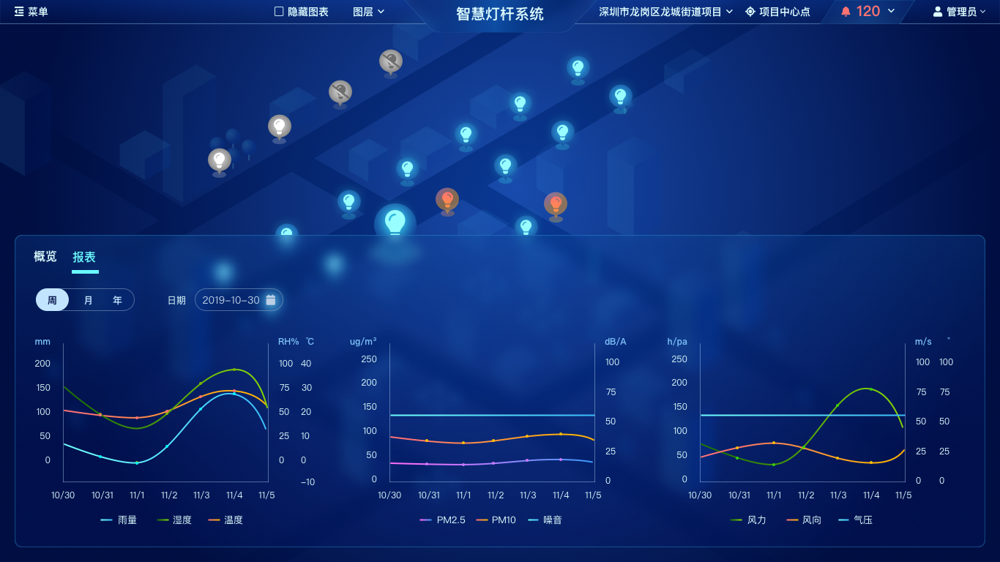 菜单
隐藏图表
图层
智慧灯杆系统
深圳市龙岗区龙城街道项目
项目中心点
120
管理员
概览
报表
周
月
年
日期
2019-10-30
mm
RH%
℃
200
100
40
150
75
30
100
50
20
50
25
10
0
0
0
-10
10/30
10/31
11/1
11/2
11/3
11/4
11/5
雨量
湿度
温度
ug/m³
dB/A
250
100
200
75
150
50
100
25
50
0
0
10/30
10/31
11/1
11/2
11/3
11/4
11/5
PM2.5
PM10
噪音
h/pa
m/s
°
250
100
100
200
75
75
150
50
50
100
25
25
50
0
0
0
10/30
10/31
11/1
11/2
11/3
11/4
11/5
风力
风向
气压